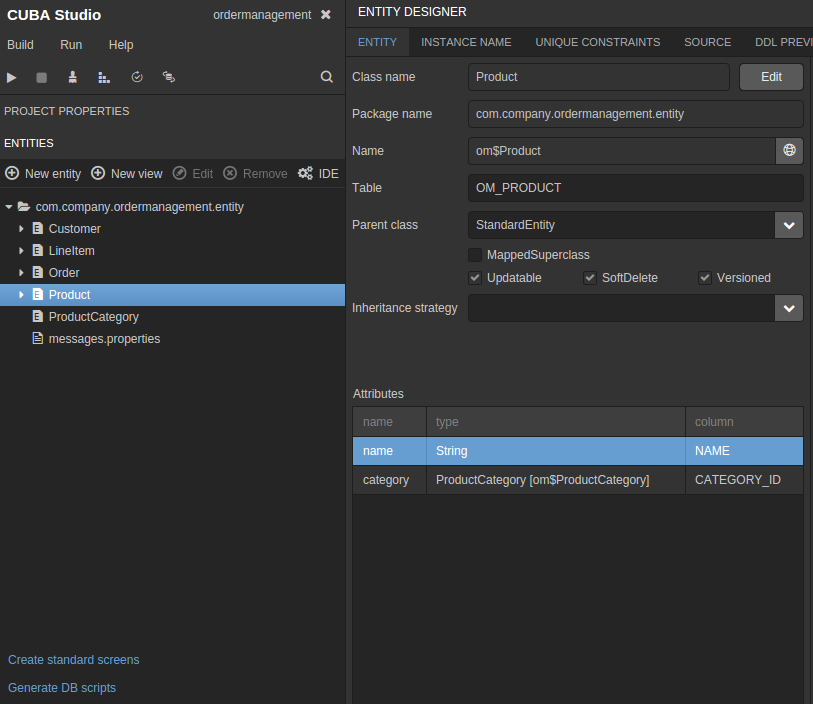 CUBA Studio
ordermanagement
Build Run Help
PROJECT PROPERTIES
ENTITIES
New entity New view Edit Remove IDE
com.company.ordermanagement.entity
E Customer
E LineItem
E Order
E Product
E ProductCategory
messages.properties
Create standard screens
Generate DB scripts
ENTITY DESIGNER
ENTITY INSTANCE NAME UNIQUE CONSTRAINTS SOURCE DDL PREVI
Class name Product Edit
Package name com.company.ordermanagement.entity
Name om$Product
Table OM_PRODUCT
Parent class StandardEntity
MappedSuperclass
Updatable SoftDelete Versioned
Inheritance strategy
Attributes
name type column
name String NAME
category ProductCategory [om$ProductCategory] CATEGORY_ID